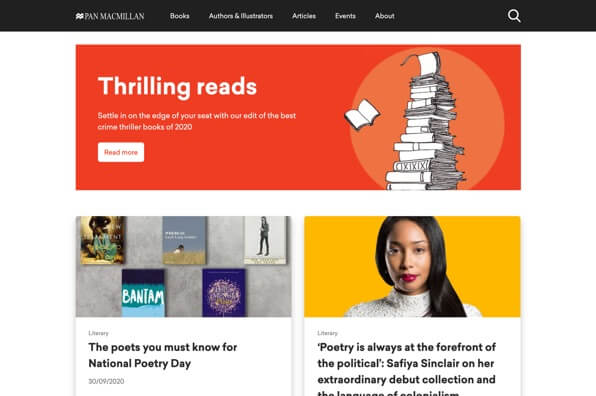 PAN MACMILLAN
Books
Authors & Illustrators
Articles
Events
About
Thrilling reads
Settle in on the edge of your seat with our edit of the best
crime thriller books of 2020
Read more
BANTAM
Literary
The poets you must know for
National Poetry Day
30/09/2020
Literary
‘Poetry is always at the forefront of
the political’: Safiya Sinclair on her
extraordinary debut collection and
the language of colonialism